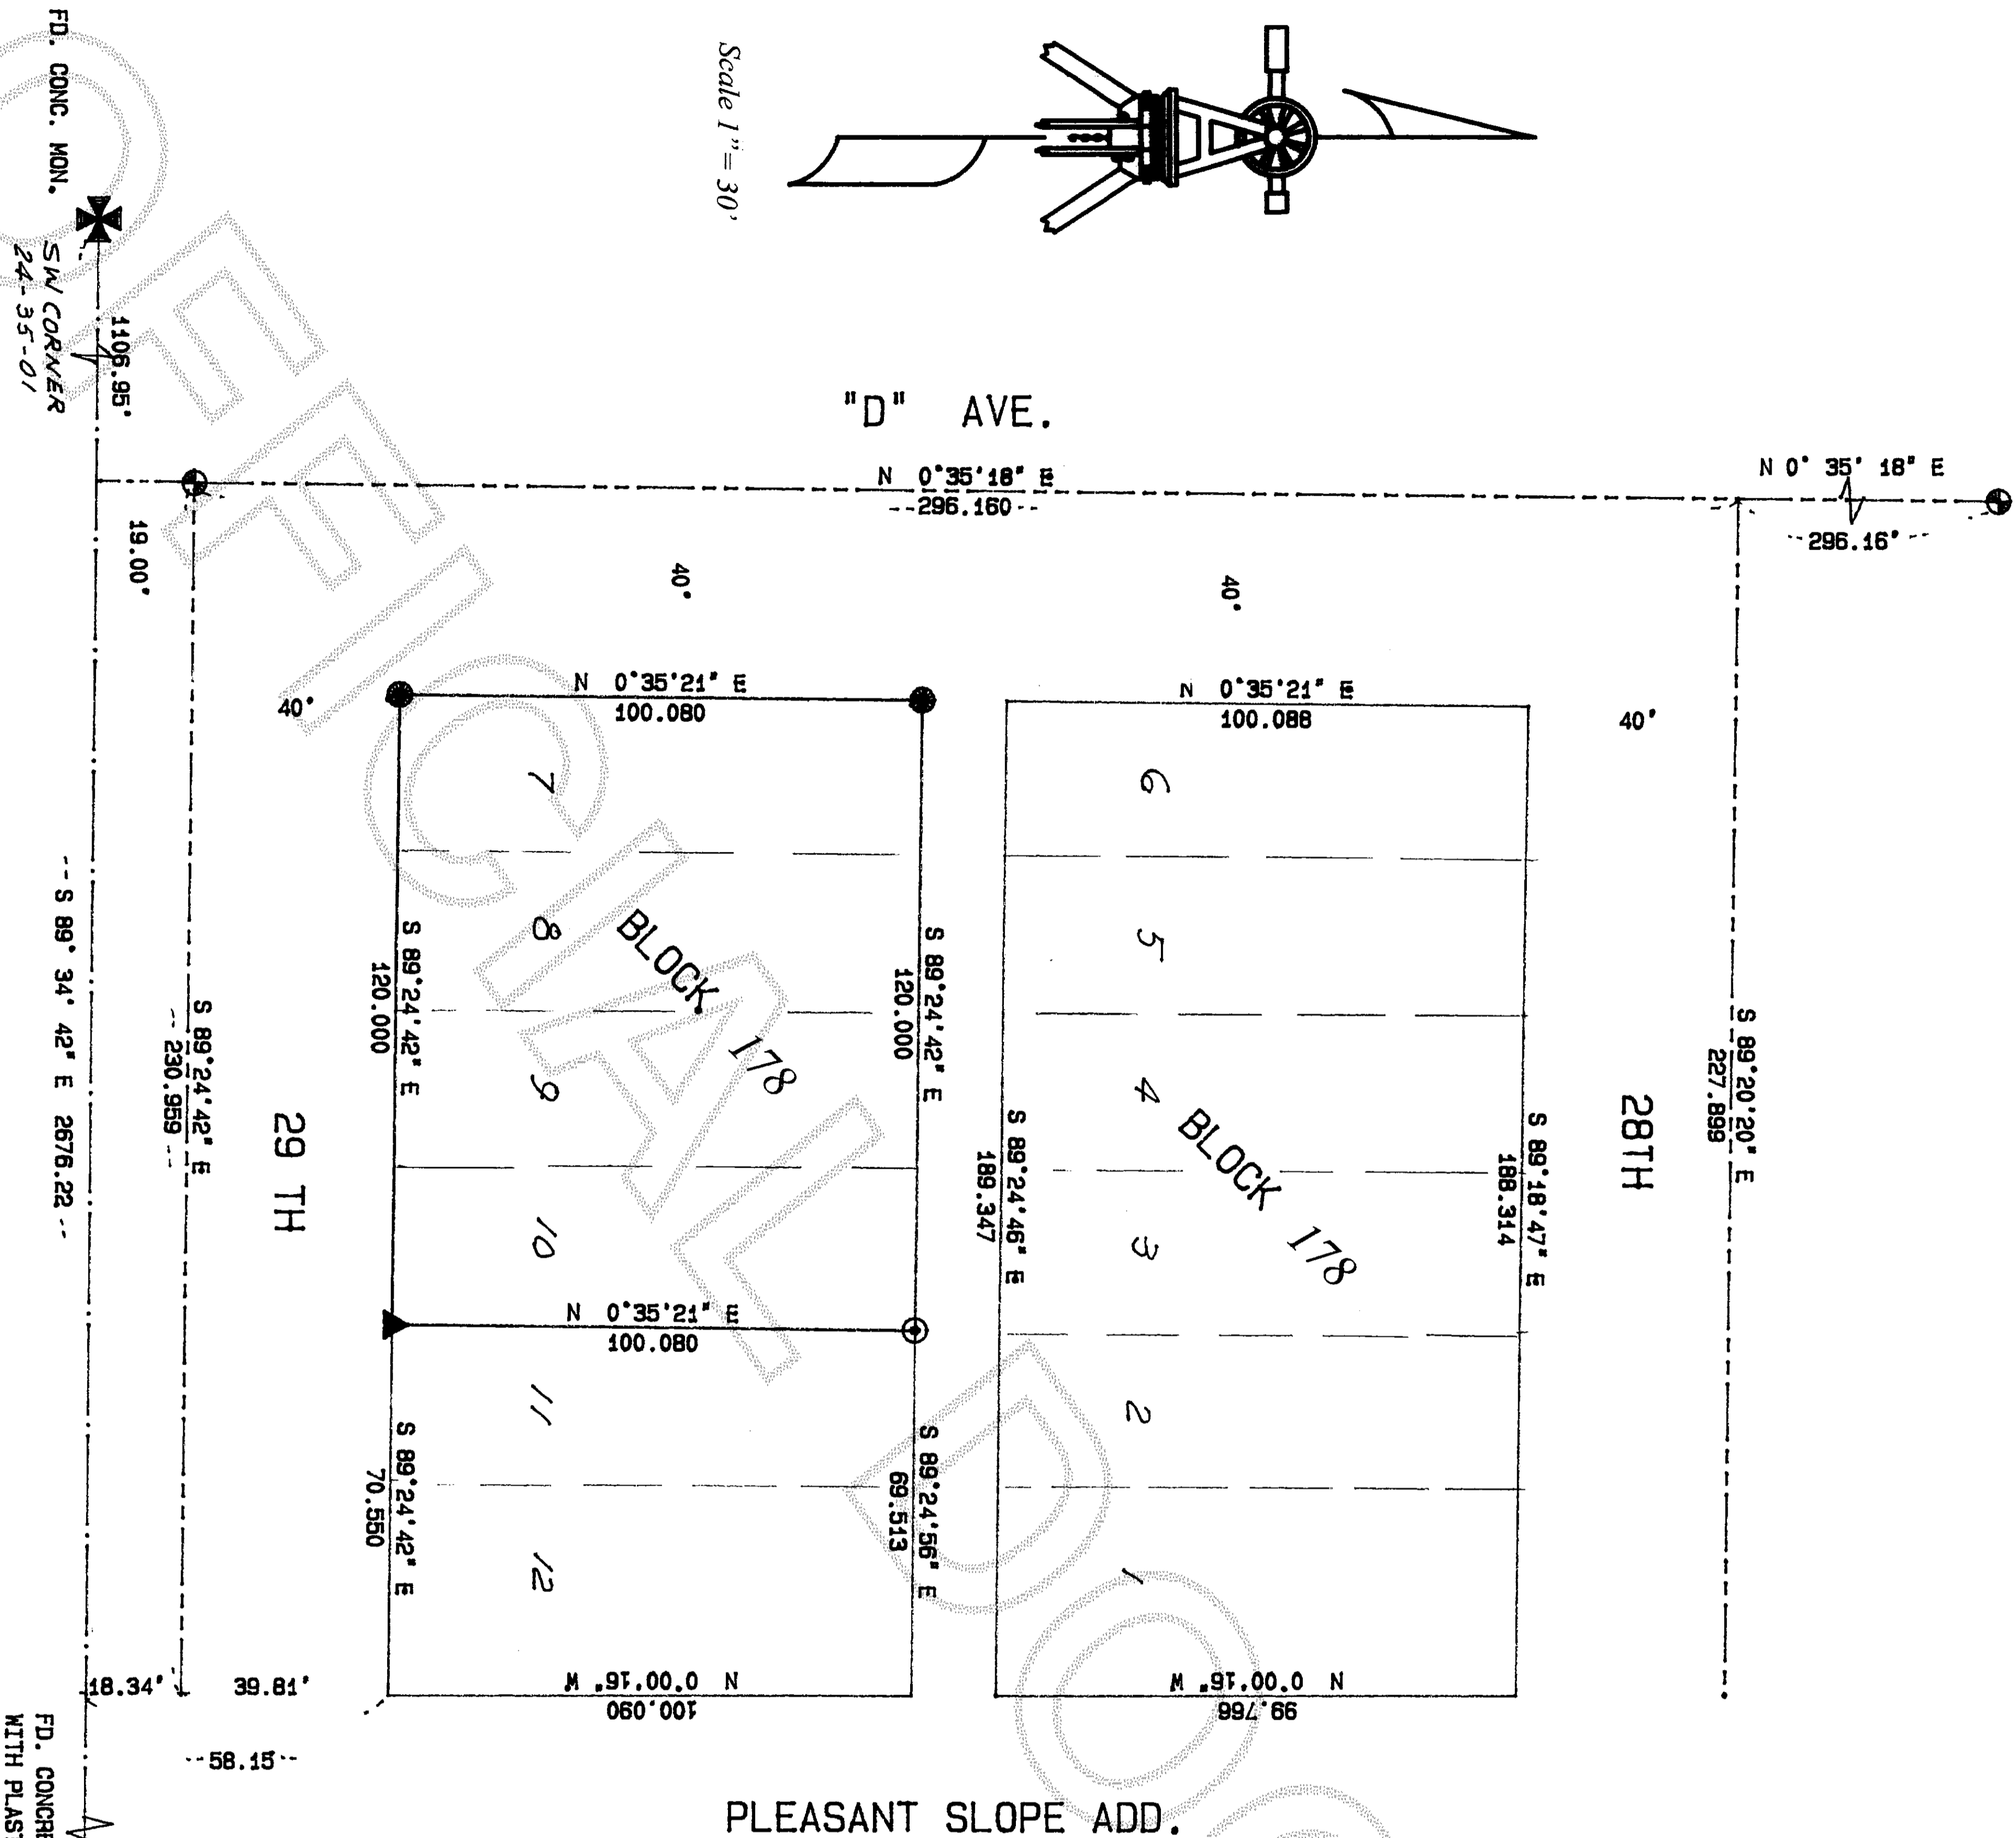 Scale 1" = 30'
FD. CONC. MON.
SW CORNER
24-35-01
1106.95'
19.00'
"D" AVE.
N 0°35'18" E
--296.160--
N 0° 35' 18" E
--296.16'--
40'
40'
40'
40'
N 0°35'21" E
100.080
N 0°35'21" E
100.088
7
8
9
10
11
12
BLOCK 178
6
5
4
3
2
1
BLOCK 178
S 89°24'42" E
120.000
S 89°24'42" E
120.000
N 0°35'21" E
100.080
S 89°24'42" E
70.550
S 89°24'56" E
69.513
S 89°24'46" E
189.347
S 89°18'47" E
188.314
28TH
S 89°20'20" E
227.899
29 TH
S 89°24'42" E
--230.959--
--S 89° 34' 42" E 2676.22--
N 0°00'16" W
100.090
N 0°00'16" W
99.766
18.34'
39.81'
--58.15--
FD. CONCRE
WITH PLAS
PLEASANT SLOPE ADD.
OFFICIAL DO